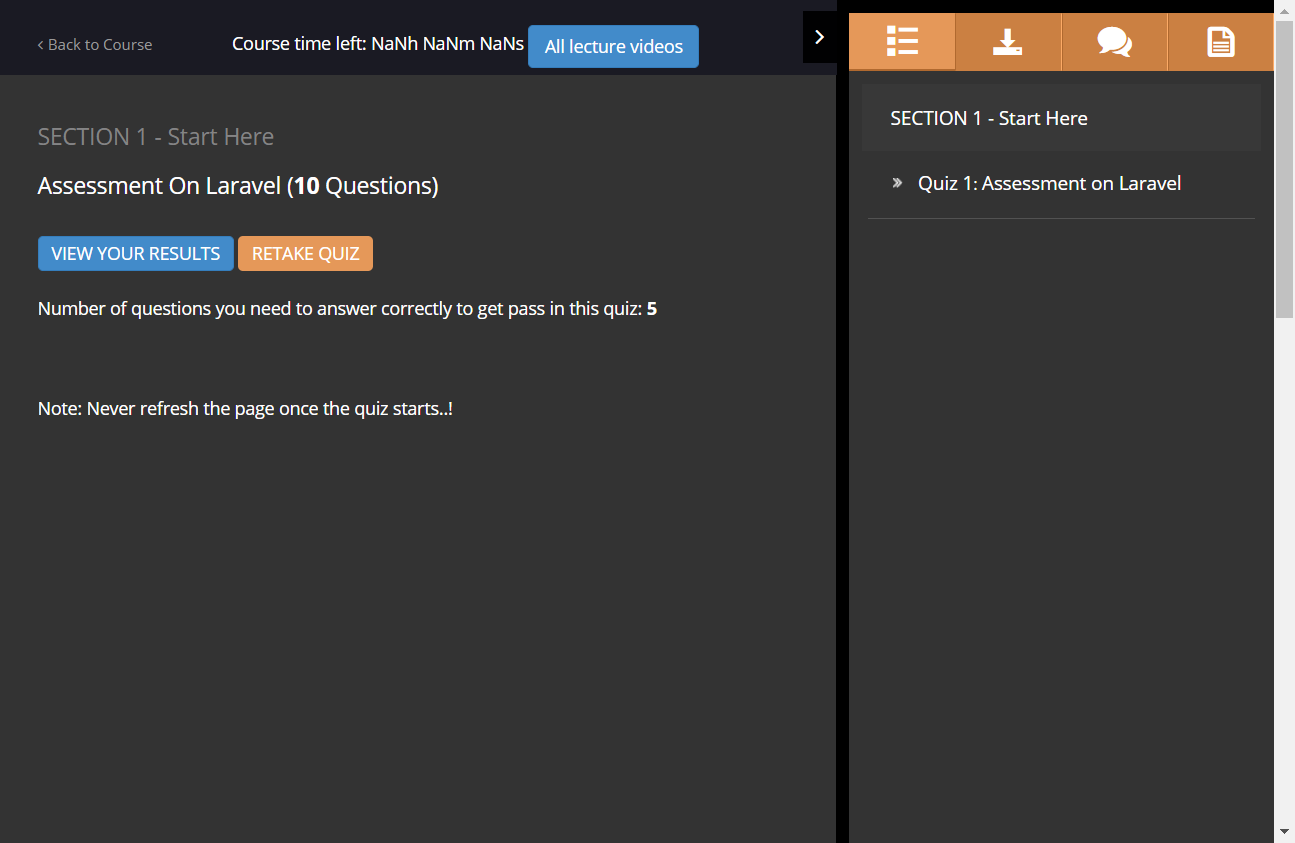 ‹ Back to Course
Course time left: NaNh NaNm NaNs
All lecture videos
SECTION 1 - Start Here
Assessment On Laravel (10 Questions)
VIEW YOUR RESULTS
RETAKE QUIZ
Number of questions you need to answer correctly to get pass in this quiz: 5
Note: Never refresh the page once the quiz starts..!
SECTION 1 - Start Here
Quiz 1: Assessment on Laravel